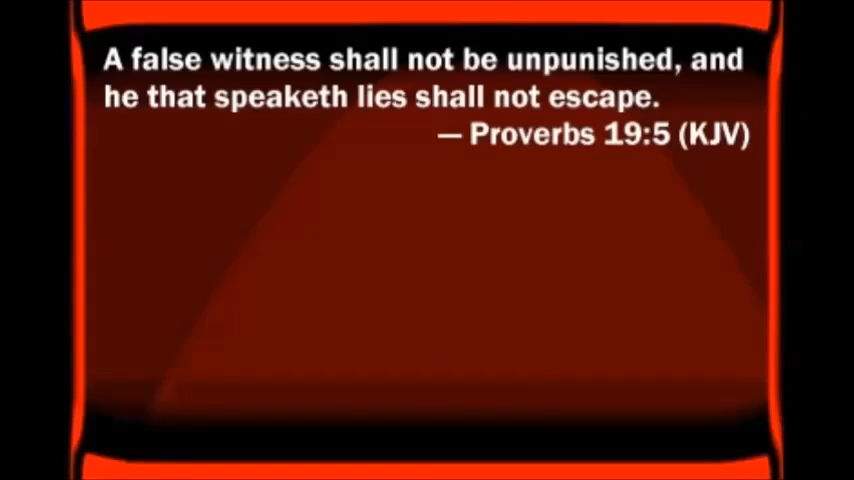 A false witness shall not be unpunished, and
he that speaketh lies shall not escape.
— Proverbs 19:5 (KJV)